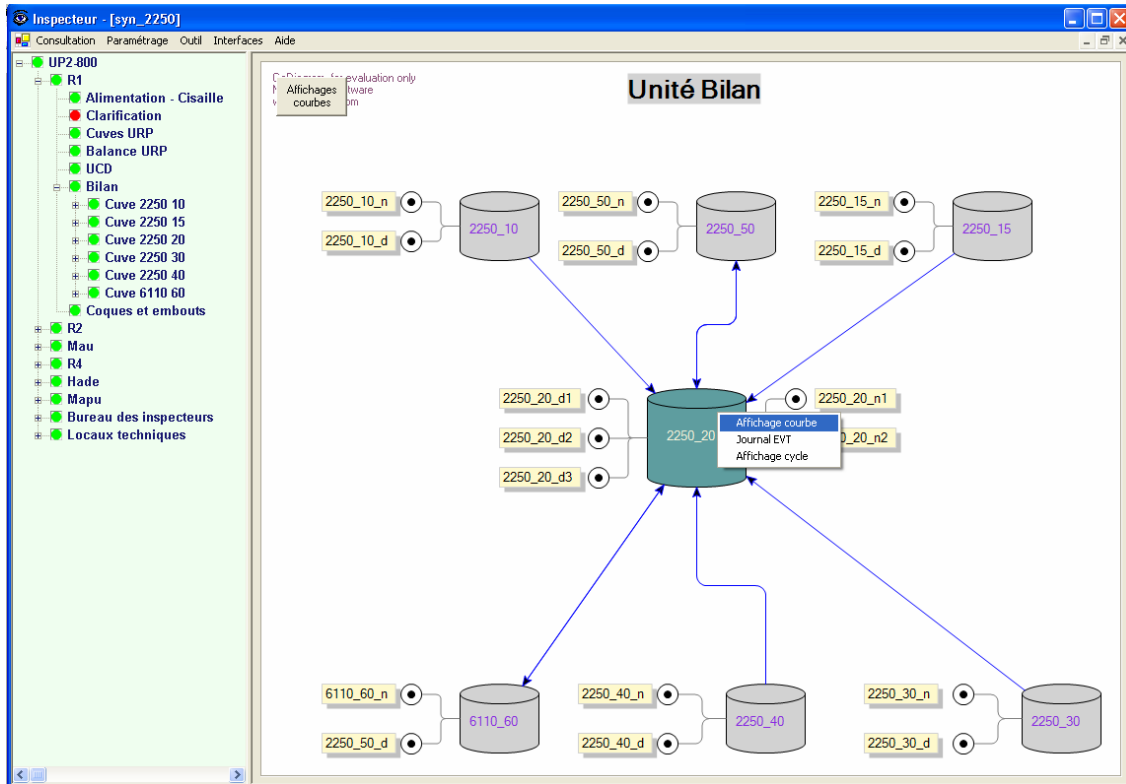 Inspecteur - [syn_2250]
Consultation Paramétrage Outil Interfaces Aide
UP2-800
R1
Alimentation - Cisaille
Clarification
Cuves URP
Balance URP
UCD
Bilan
Cuve 2250 10
Cuve 2250 15
Cuve 2250 20
Cuve 2250 30
Cuve 2250 40
Cuve 6110 60
Coques et embouts
R2
Mau
R4
Hade
Mapu
Bureau des inspecteurs
Locaux techniques
for evaluation only
Affichages
courbes
Unité Bilan
2250_10_n
2250_10_d
2250_10
2250_50_n
2250_50_d
2250_50
2250_15_n
2250_15_d
2250_15
2250_20_d1
2250_20_d2
2250_20_d3
2250_20
2250_20_n1
20_n2
Affichage courbe
Journal EVT
Affichage cycle
6110_60_n
2250_50_d
6110_60
2250_40_n
2250_40_d
2250_40
2250_30_n
2250_30_d
2250_30